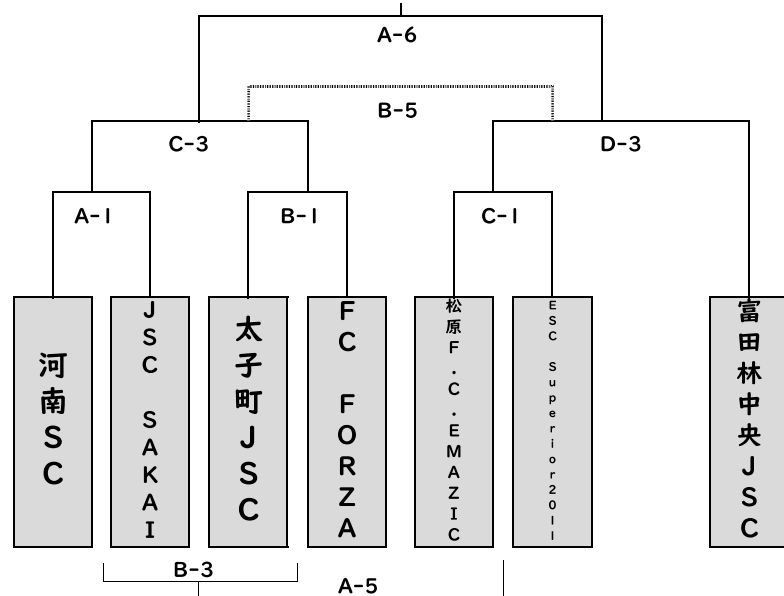 A-6
B-5
C-3
D-3
A-1
B-1
C-1
河南SC
JSC SAKAI
太子町JSC
FC FORZA
松原F.C.EMAZIC
ESC Superior2011
富田林中央JSC
B-3
A-5